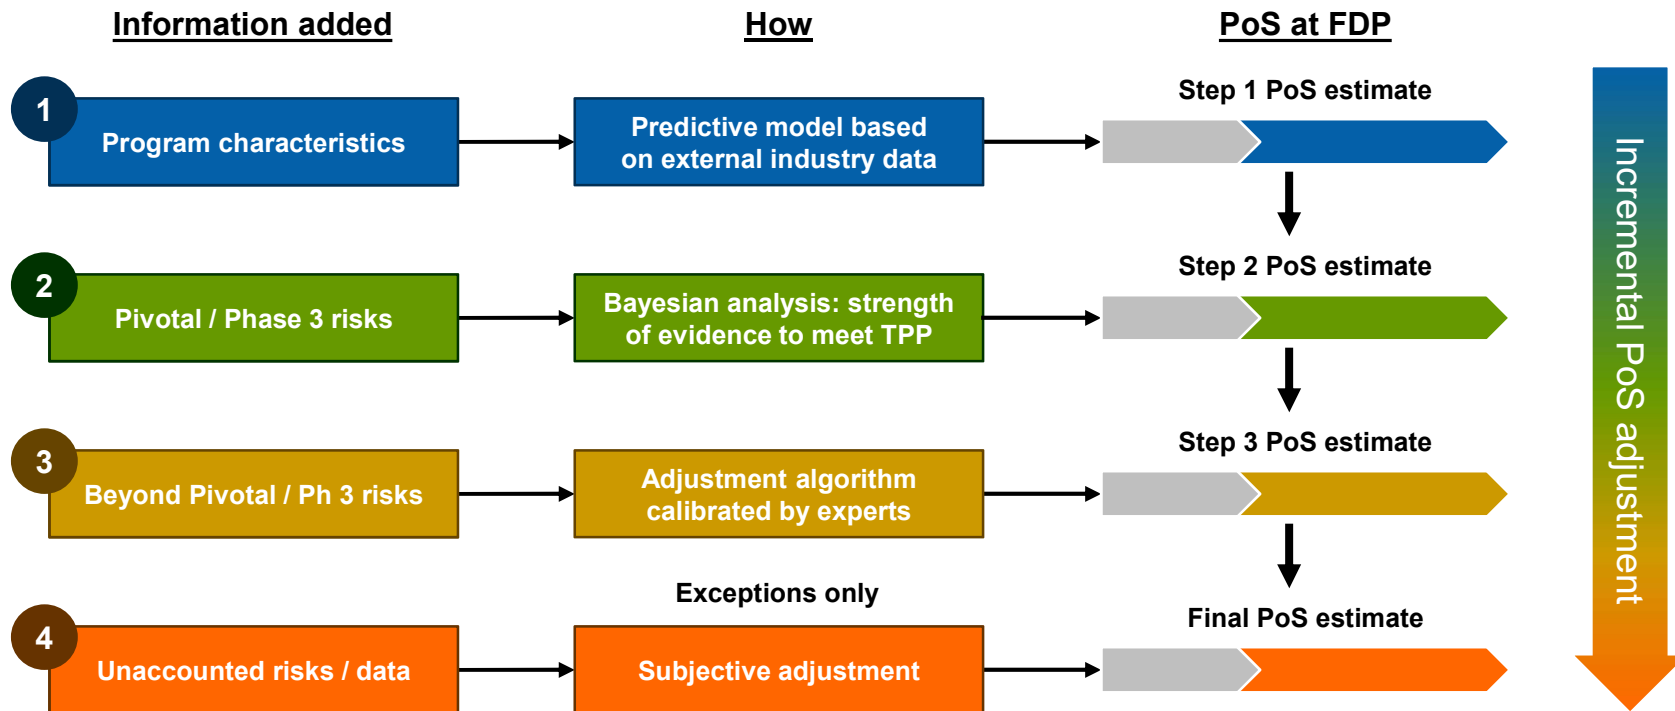 Information added
How
PoS at FDP
1
Program characteristics
Predictive model based
on external industry data
Step 1 PoS estimate
2
Pivotal / Phase 3 risks
Bayesian analysis: strength
of evidence to meet TPP
Step 2 PoS estimate
3
Beyond Pivotal / Ph 3 risks
Adjustment algorithm
calibrated by experts
Step 3 PoS estimate
4
Unaccounted risks / data
Exceptions only
Subjective adjustment
Final PoS estimate
Incremental PoS adjustment